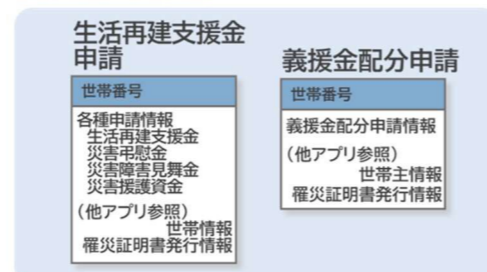 生活再建支援金
申請
世帯番号
各種申請情報
生活再建支援金
災害弔慰金
災害障害見舞金
災害援護資金
(他アプリ参照)
世帯情報
罹災証明書発行情報
義援金配分申請
世帯番号
義援金配分申請情報
(他アプリ参照)
世帯主情報
罹災証明書発行情報